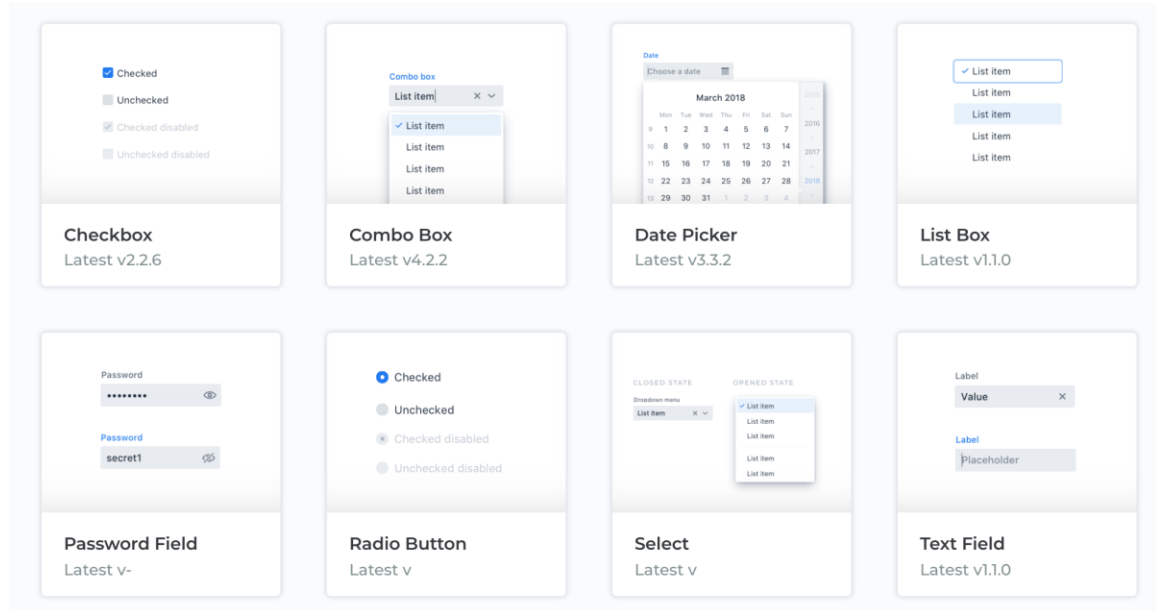 Checked
Unchecked
Checked disabled
Unchecked disabled
Checkbox
Latest v2.2.6
Combo box
List item
List item
List item
List item
List item
Combo Box
Latest v4.2.2
Date
Choose a date
March 2018
Mon Tue Wed Thu Fri Sat Sun
9 1 2 3 4 5 6 7
10 8 9 10 11 12 13 14
11 15 16 17 18 19 20 21
12 22 23 24 25 26 27 28
13 29 30 31 1 2 3 4
2015
2016
2017
2018
Date Picker
Latest v3.3.2
List item
List item
List item
List item
List item
List Box
Latest v1.1.0
Password
••••••••
Password
secret1
Password Field
Latest v-
Checked
Unchecked
Checked disabled
Unchecked disabled
Radio Button
Latest v
CLOSED STATE
Dropdown menu
List item
OPENED STATE
List item
List item
List item
List item
List item
Select
Latest v
Label
Value
Label
Placeholder
Text Field
Latest v1.1.0